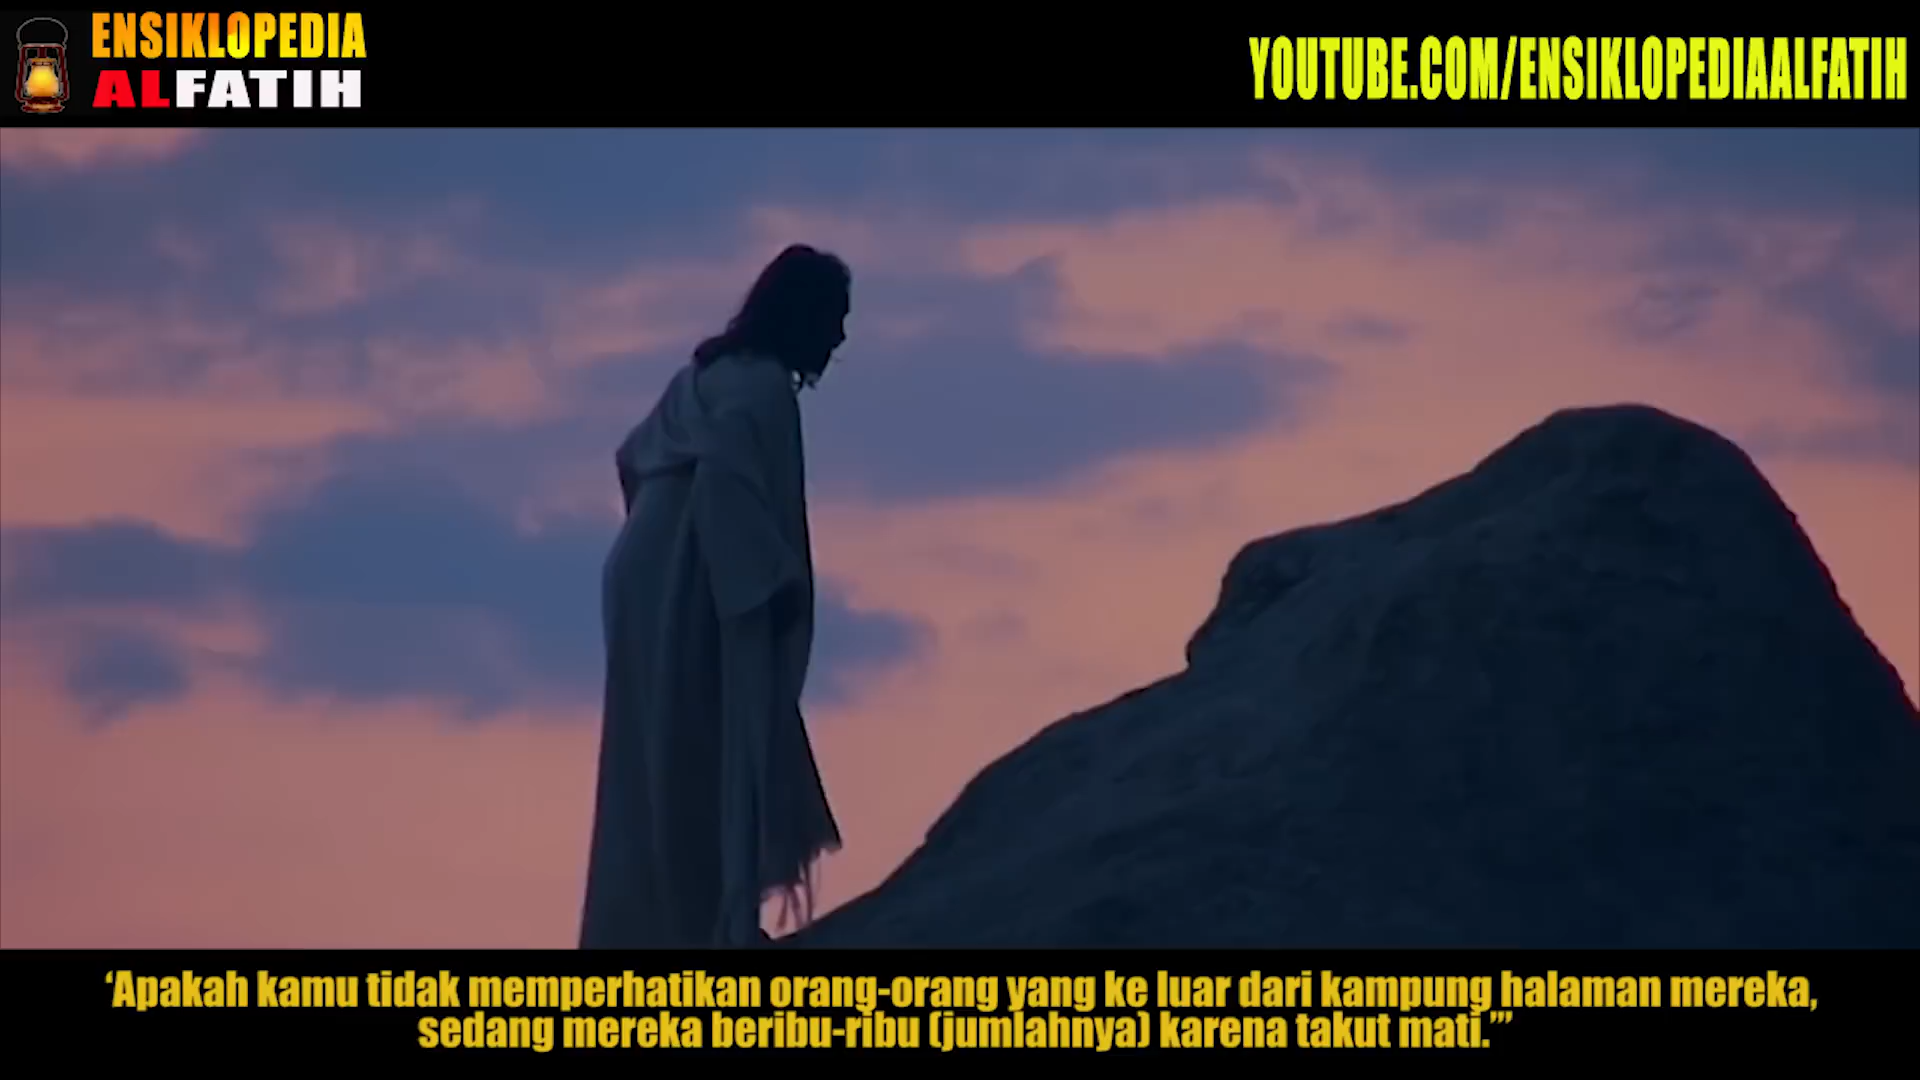 ENSIKLOPEDIA
ALFATIH
YOUTUBE.COM/ENSIKLOPEDIAALFATIH
‘Apakah kamu tidak memperhatikan orang-orang yang ke luar dari kampung halaman mereka,
sedang mereka beribu-ribu (jumlahnya) karena takut mati.’”